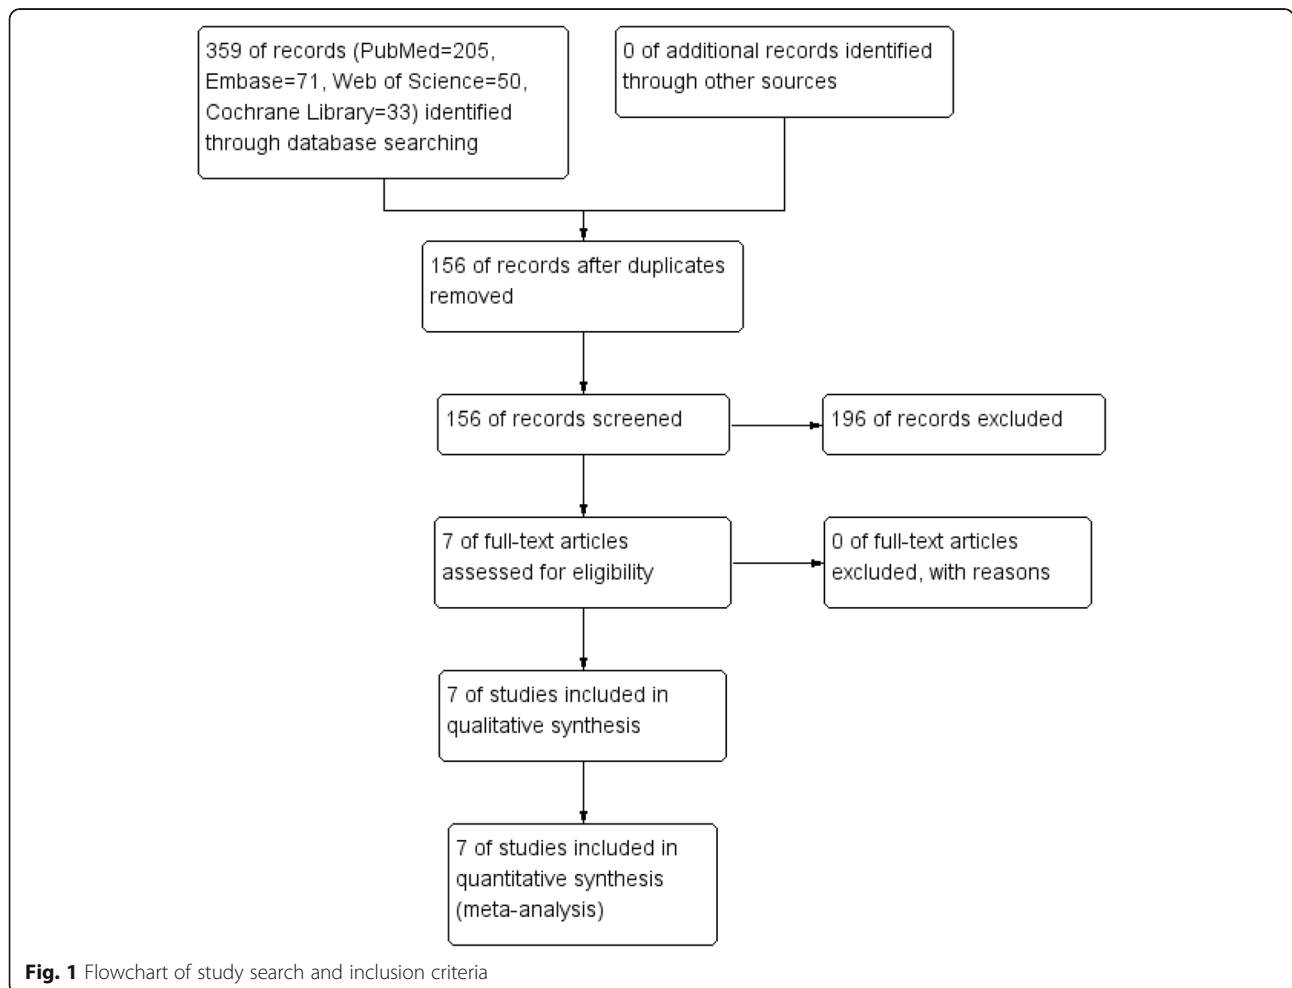 359 of records (PubMed=205,
Embase=71, Web of Science=50,
Cochrane Library=33) identified
through database searching
0 of additional records identified
through other sources
156 of records after duplicates
removed
156 of records screened
196 of records excluded
7 of full-text articles
assessed for eligibility
0 of full-text articles
excluded, with reasons
7 of studies included in
qualitative synthesis
7 of studies included in
quantitative synthesis
(meta-analysis)
Fig. 1 Flowchart of study search and inclusion criteria